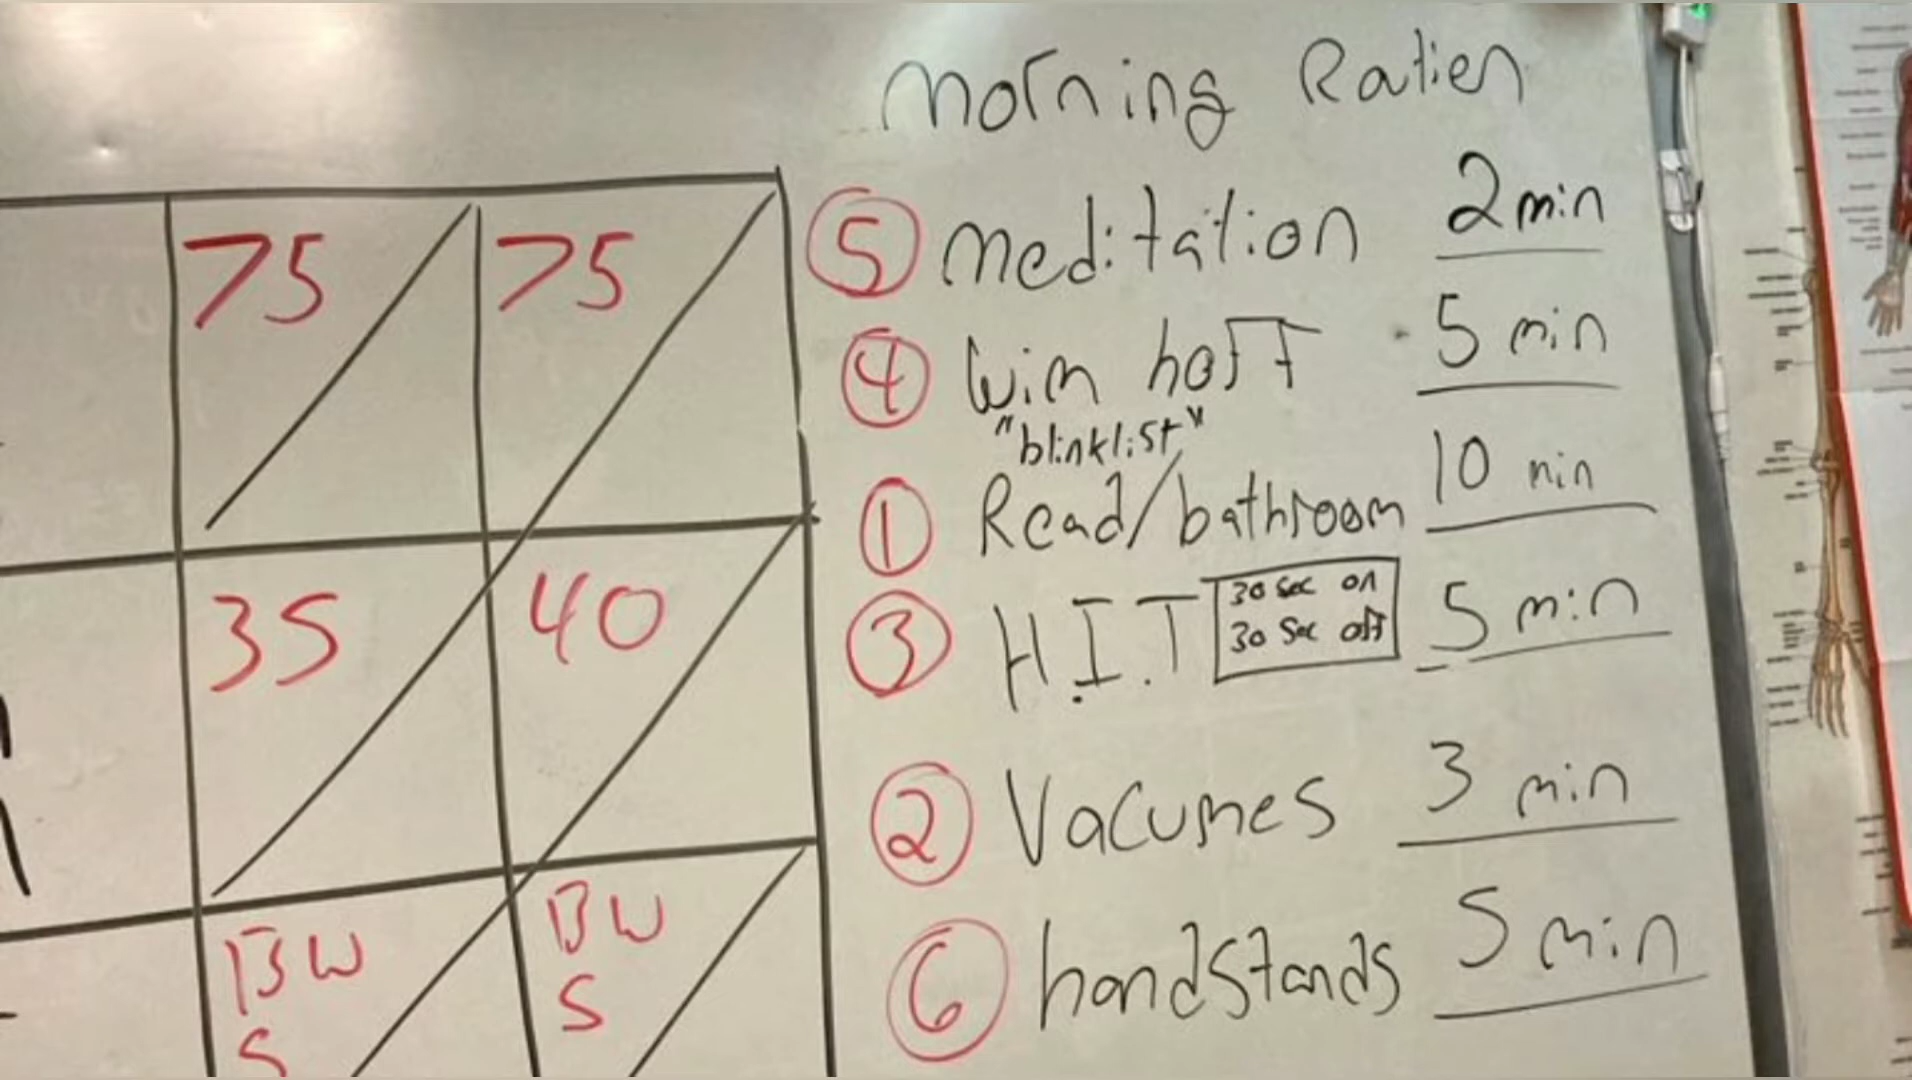 morning Ratien
75 75
5 meditation 2 min
4 Wim hoff 5 min
"blinklist"
1 Read/bathroom 10 min
35 40
3 H.I.T 30 sec on 5 min
30 sec off
2 Vacumes 3 min
BW BW
S S
6 handstands 5 min